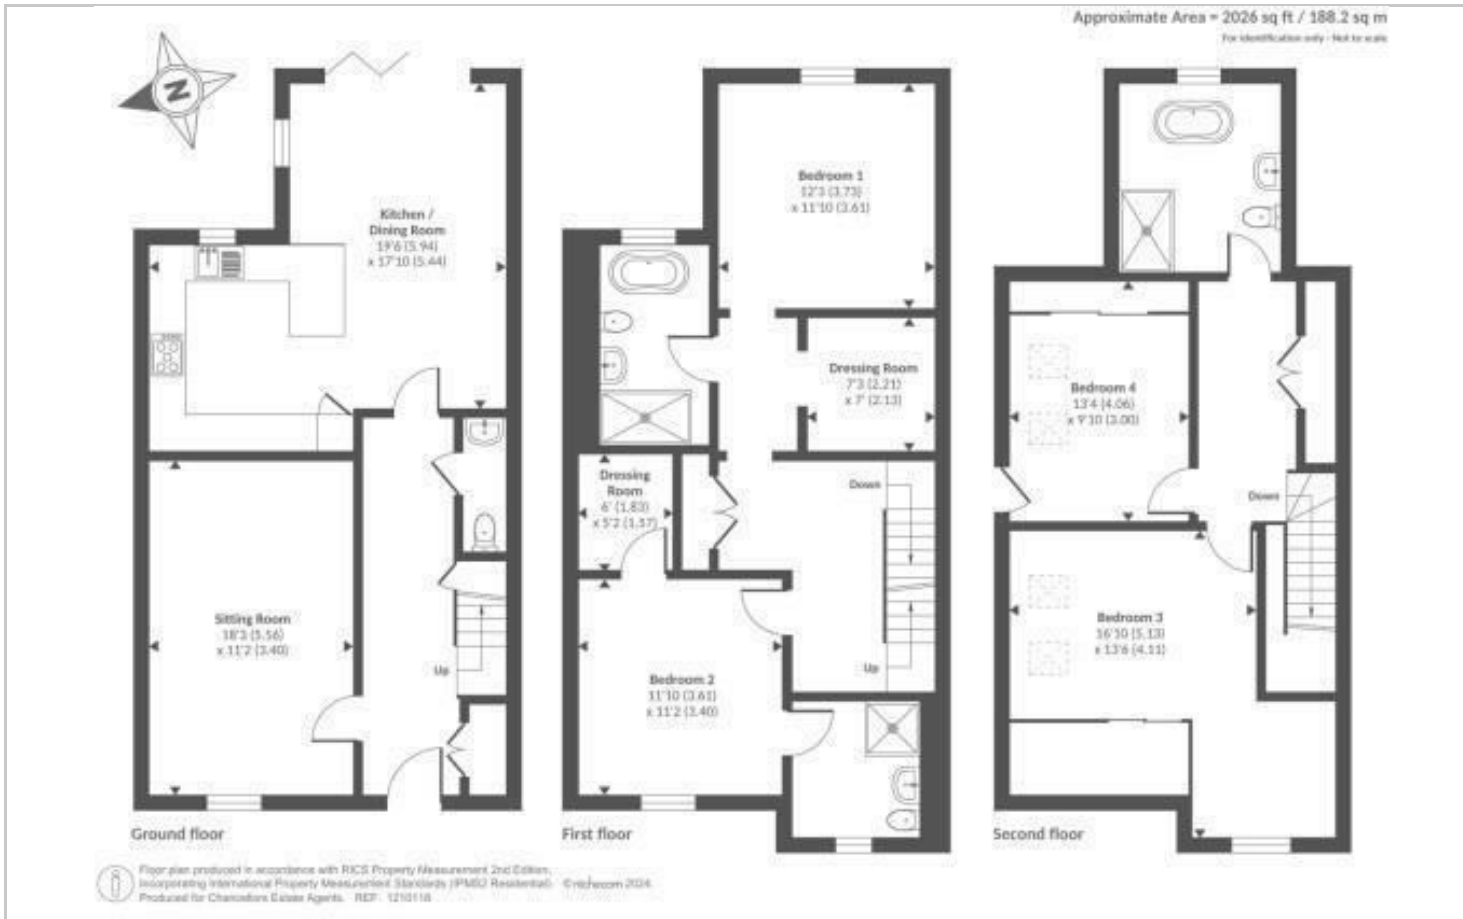 Approximate Area = 2026 sq ft / 188.2 sq m
For identification only - Not to scale
N
Kitchen /
Dining Room
19'6 (5.94)
x 17'10 (5.44)
Sitting Room
18'3 (5.56)
x 11'2 (3.40)
Up
Ground floor
Bedroom 1
12'3 (3.73)
x 11'10 (3.61)
Dressing Room
7'3 (2.21)
x 7' (2.13)
Dressing
Room
6' (1.83)
x 5'2 (1.57)
Down
Up
Bedroom 2
11'10 (3.61)
x 11'2 (3.40)
First floor
Bedroom 4
13'4 (4.06)
x 9'10 (3.00)
Down
Bedroom 3
16'10 (5.13)
x 13'6 (4.11)
Second floor
Floor plan produced in accordance with RICS Property Measurement 2nd Edition,
Incorporating International Property Measurement Standards (IPMS2 Residential). ©nichecom 2024.
Produced for Chancellors Estate Agents. REF: 1210118